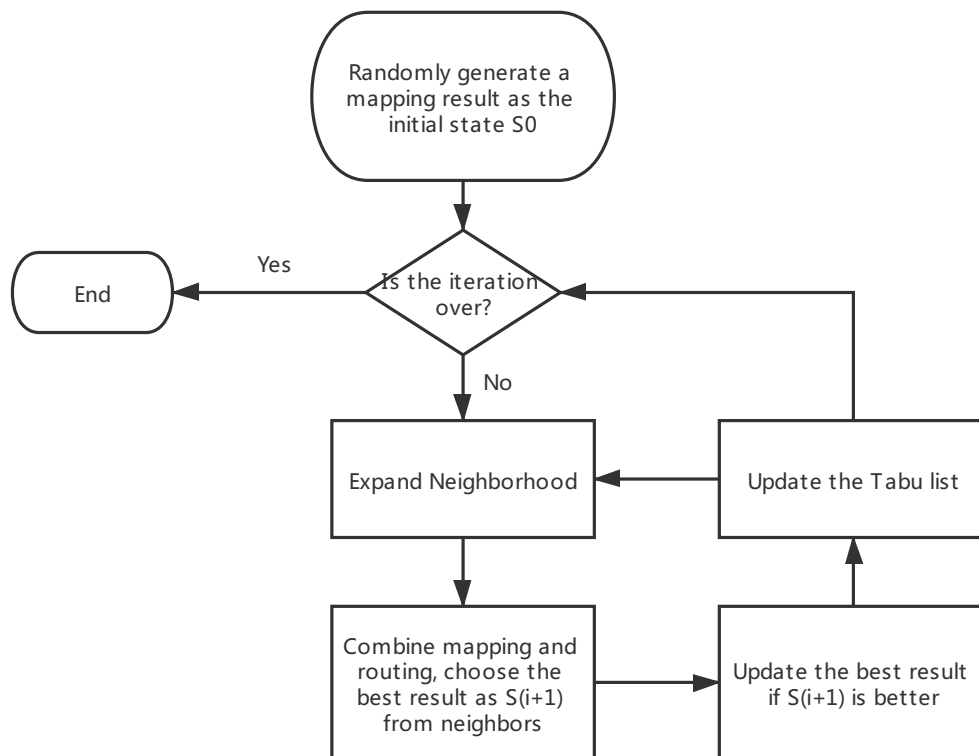 Randomly generate a
mapping result as the
initial state S0
Yes
Is the iteration
over?
End
No
Expand Neighborhood
Update the Tabu list
Combine mapping and
routing, choose the
best result as S(i+1)
from neighbors
Update the best result
if S(i+1) is better